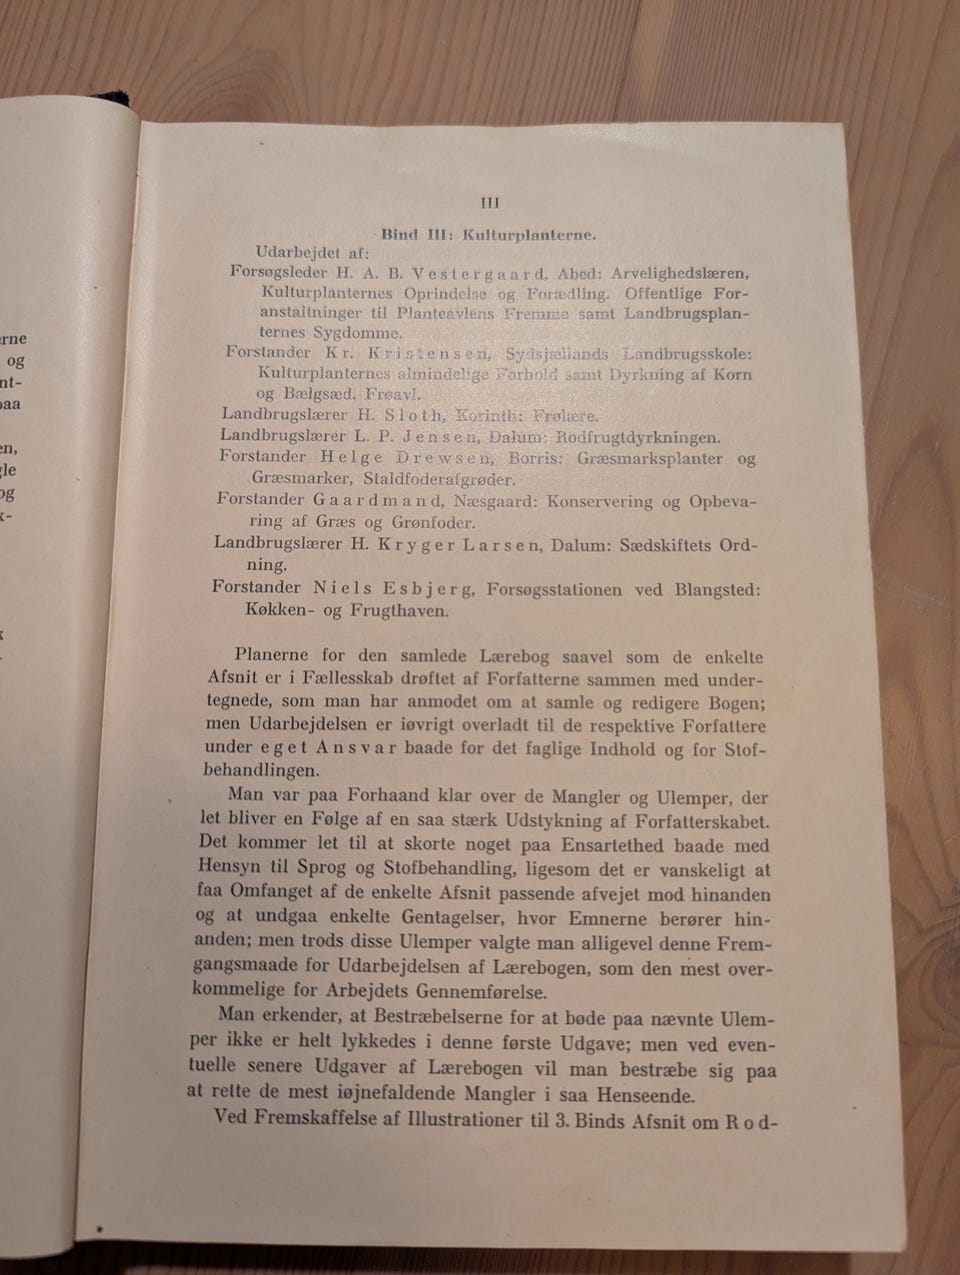 rne
og
nt-
paa
en,
gle
og
k-
k
III
Bind III: Kulturplanterne.
Udarbejdet af:
Forsøgsleder H. A. B. Vestergaard, Abed: Arvelighedslæren,
Kulturplanternes Oprindelse og Forædling. Offentlige For-
anstaltninger til Planteavlens Fremme samt Landbrugsplan-
ternes Sygdomme.
Forstander Kr. Kristensen, Sydsjællands Landbrugsskole:
Kulturplanternes almindelige Forhold samt Dyrkning af Korn
og Bælgsæd. Frøavl.
Landbrugslærer H. Sloth, Korinth: Frølære.
Landbrugslærer L. P. Jensen, Dalum: Rodfrugtdyrkningen.
Forstander Helge Drewsen, Borris: Græsmarksplanter og
Græsmarker, Staldfoderafgrøder.
Forstander Gaardmand, Næsgaard: Konservering og Opbeva-
ring af Græs og Grønfoder.
Landbrugslærer H. Kryger Larsen, Dalum: Sædskiftets Ord-
ning.
Forstander Niels Esbjerg, Forsøgsstationen ved Blangsted:
Køkken- og Frugthaven.
Planerne for den samlede Lærebog saavel som de enkelte
Afsnit er i Fællesskab drøftet af Forfatterne sammen med under-
tegnede, som man har anmodet om at samle og redigere Bogen;
men Udarbejdelsen er iøvrigt overladt til de respektive Forfattere
under eget Ansvar baade for det faglige Indhold og for Stof-
behandlingen.
Man var paa Forhaand klar over de Mangler og Ulemper, der
let bliver en Følge af en saa stærk Udstykning af Forfatterskabet.
Det kommer let til at skorte noget paa Ensartethed baade med
Hensyn til Sprog og Stofbehandling, ligesom det er vanskeligt at
faa Omfanget af de enkelte Afsnit passende afvejet mod hinanden
og at undgaa enkelte Gentagelser, hvor Emnerne berører hin-
anden; men trods disse Ulemper valgte man alligevel denne Frem-
gangsmaade for Udarbejdelsen af Lærebogen, som den mest over-
kommelige for Arbejdets Gennemførelse.
Man erkender, at Bestræbelserne for at bøde paa nævnte Ulem-
per ikke er helt lykkedes i denne første Udgave; men ved even-
tuelle senere Udgaver af Lærebogen vil man bestræbe sig paa
at rette de mest iøjnefaldende Mangler i saa Henseende.
Ved Fremskaffelse af Illustrationer til 3. Binds Afsnit om Rod-